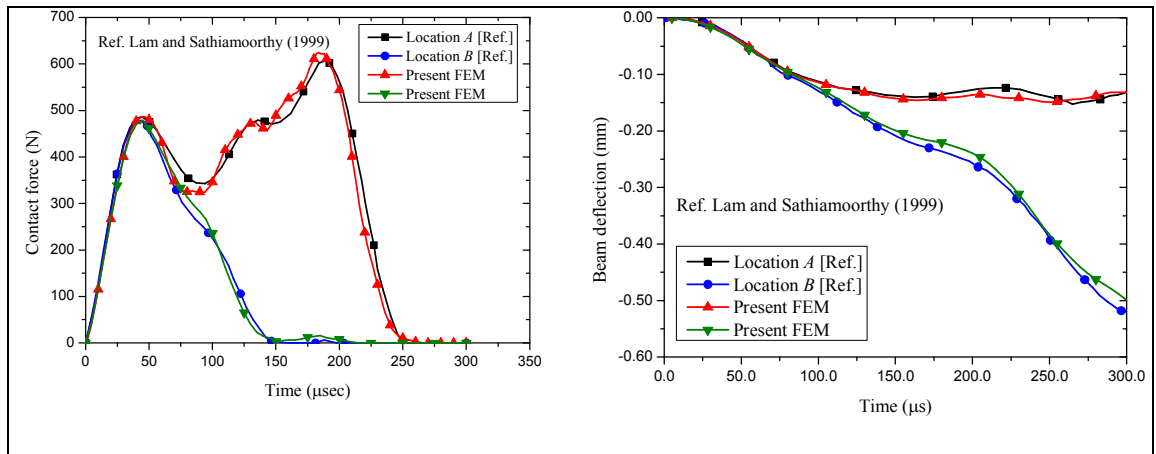 Ref. Lam and Sathiamoorthy (1999)
Location A [Ref.]
Location B [Ref.]
Present FEM
Present FEM
Contact force (N)
700
600
500
400
300
200
100
0
0 50 100 150 200 250 300 350
Time (μsec)
Ref. Lam and Sathiamoorthy (1999)
Location A [Ref.]
Location B [Ref.]
Present FEM
Present FEM
Beam deflection (mm)
0.00
-0.10
-0.20
-0.30
-0.40
-0.50
-0.60
0.0 50.0 100.0 150.0 200.0 250.0 300.0
Time (μs)